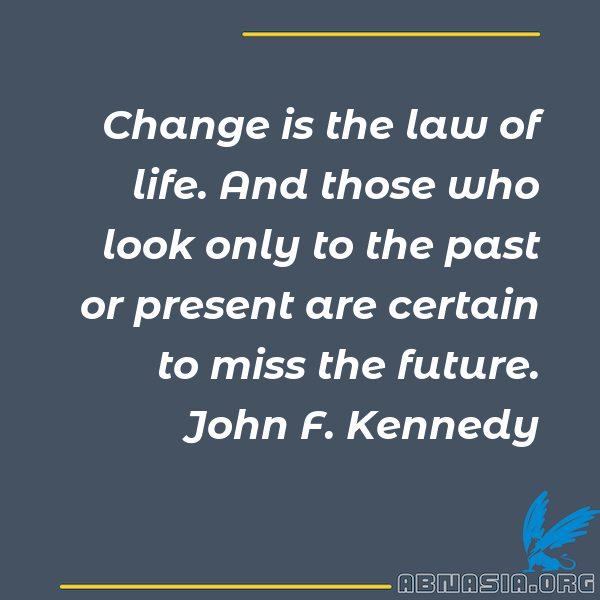 Change is the law of
life. And those who
look only to the past
or present are certain
to miss the future.
John F. Kennedy
ABNASIA.ORG